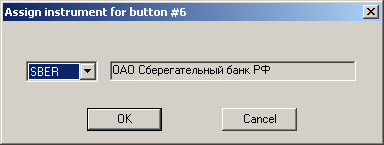 Assign instrument for button #6
SBER ОАО Сберегательный банк РФ
OK Cancel